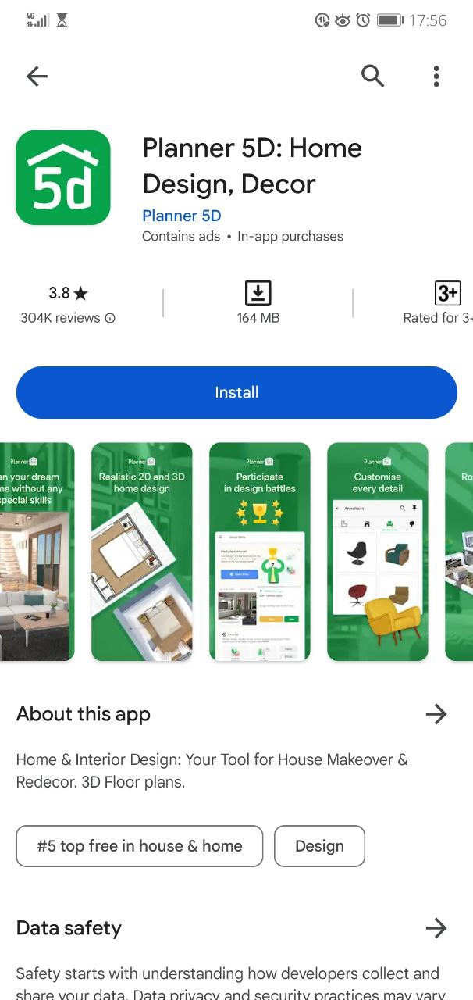 4G
17:56
5d
Planner 5D: Home
Design, Decor
Planner 5D
Contains ads • In-app purchases
3.8★
304K reviews
164 MB
3+
Rated for 3+
Install
an your dream
me without any
special skills
Planner 5d
Realistic 2D and 3D
home design
Planner 5d
Participate
in design battles
Planner 5d
Customise
every detail
Armchairs
Ro
About this app
Home & Interior Design: Your Tool for House Makeover &
Redecor. 3D Floor plans.
#5 top free in house & home
Design
Data safety
Safety starts with understanding how developers collect and
share your data. Data privacy and security practices may vary